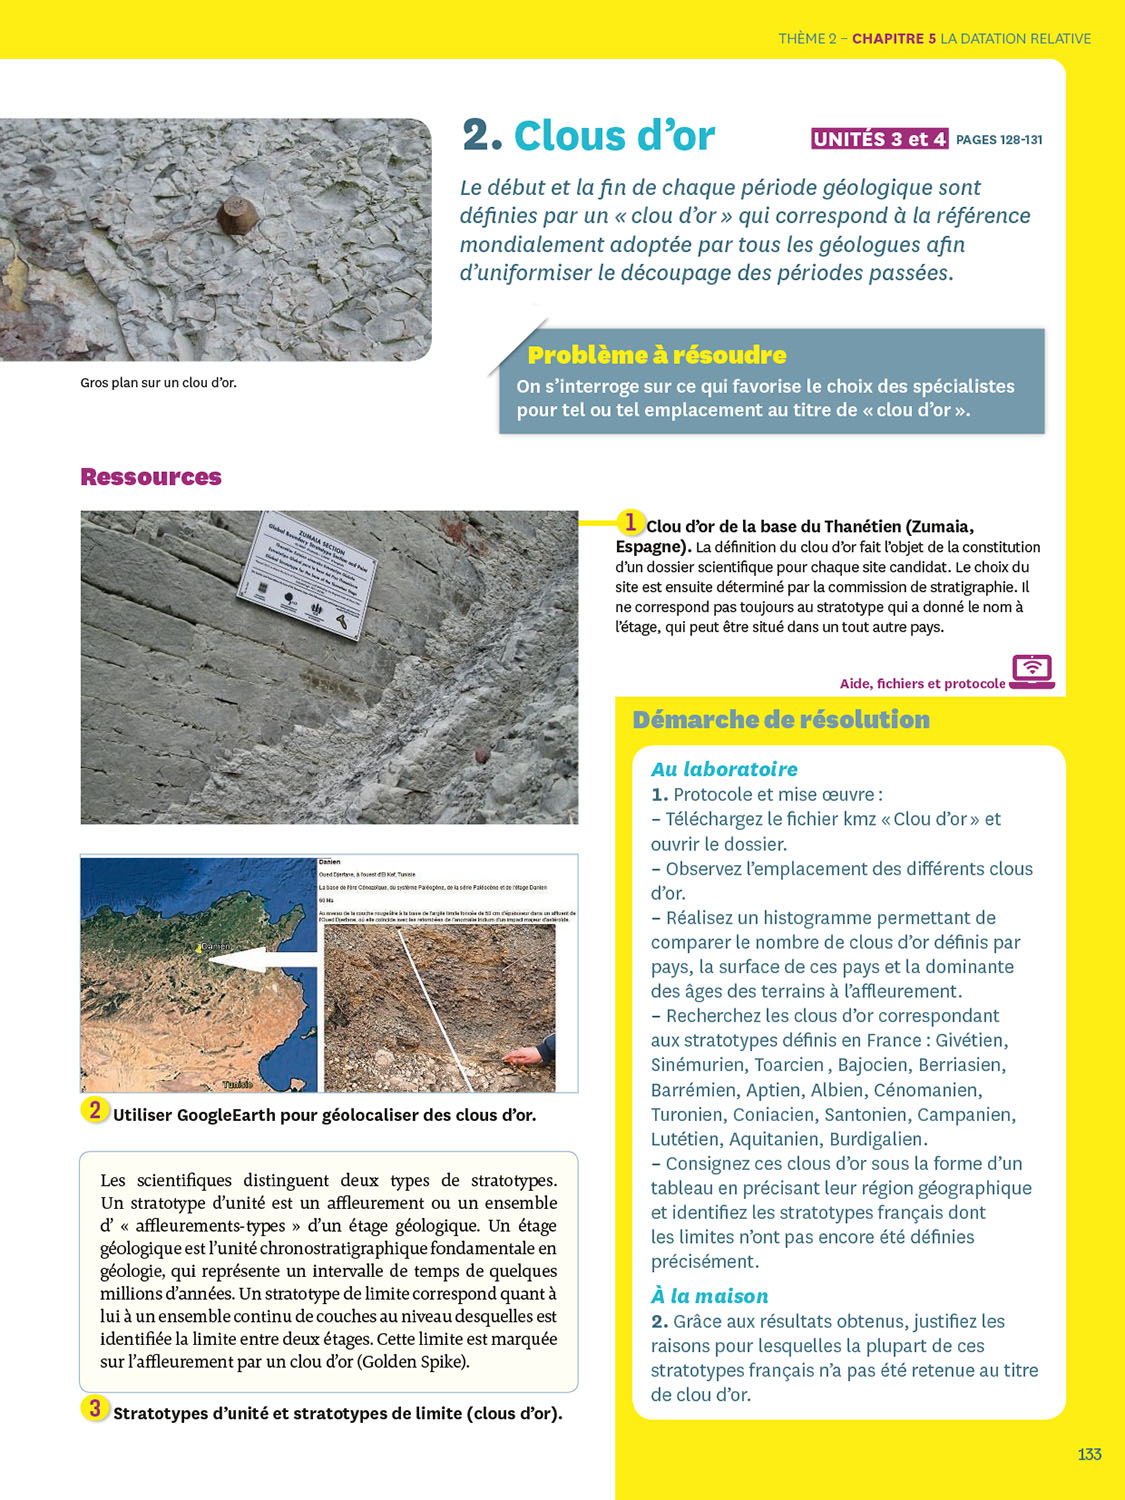 THÈME 2 – CHAPITRE 5 LA DATATION RELATIVE
2. Clous d’or
UNITÉS 3 et 4 PAGES 128-131
Le début et la fin de chaque période géologique sont
définies par un « clou d’or » qui correspond à la référence
mondialement adoptée par tous les géologues afin
d’uniformiser le découpage des périodes passées.
Gros plan sur un clou d’or.
Problème à résoudre
On s’interroge sur ce qui favorise le choix des spécialistes
pour tel ou tel emplacement au titre de « clou d’or ».
Ressources
ZUMAIA SECTION
Global Boundary Stratotype Section and Point
1 Clou d’or de la base du Thanétien (Zumaia,
Espagne). La définition du clou d’or fait l’objet de la constitution
d’un dossier scientifique pour chaque site candidat. Le choix du
site est ensuite déterminé par la commission de stratigraphie. Il
ne correspond pas toujours au stratotype qui a donné le nom à
l’étage, qui peut être situé dans un tout autre pays.
Danien
Oued Djerfane, à l'ouest d'El Kef, Tunisie
La base de l'ère Cénozoïque, du système Paléogène, de la série Paléocène et de l'étage Danien
Au niveau de la couche rougeâtre à la base de l'argile limite foncée de 50 cm d'épaisseur dans un affluent de
l'Oued Djerfane, où elle coïncide avec les retombées de l'anomalie iridium d'un impact majeur d'astéroïde.
Danien
Tunisie
2 Utiliser GoogleEarth pour géolocaliser des clous d’or.
Les scientifiques distinguent deux types de stratotypes.
Un stratotype d’unité est un affleurement ou un ensemble
d’ « affleurements-types » d’un étage géologique. Un étage
géologique est l’unité chronostratigraphique fondamentale en
géologie, qui représente un intervalle de temps de quelques
millions d’années. Un stratotype de limite correspond quant à
lui à un ensemble continu de couches au niveau desquelles est
identifiée la limite entre deux étages. Cette limite est marquée
sur l’affleurement par un clou d’or (Golden Spike).
3 Stratotypes d’unité et stratotypes de limite (clous d’or).
Aide, fichiers et protocole
Démarche de résolution
Au laboratoire
1. Protocole et mise œuvre :
– Téléchargez le fichier kmz « Clou d’or » et
ouvrir le dossier.
– Observez l’emplacement des différents clous
d’or.
– Réalisez un histogramme permettant de
comparer le nombre de clous d’or définis par
pays, la surface de ces pays et la dominante
des âges des terrains à l’affleurement.
– Recherchez les clous d’or correspondant
aux stratotypes définis en France : Givétien,
Sinémurien, Toarcien , Bajocien, Berriasien,
Barrémien, Aptien, Albien, Cénomanien,
Turonien, Coniacien, Santonien, Campanien,
Lutétien, Aquitanien, Burdigalien.
– Consignez ces clous d’or sous la forme d’un
tableau en précisant leur région géographique
et identifiez les stratotypes français dont
les limites n’ont pas encore été définies
précisément.
À la maison
2. Grâce aux résultats obtenus, justifiez les
raisons pour lesquelles la plupart de ces
stratotypes français n’a pas été retenue au titre
de clou d’or.
133